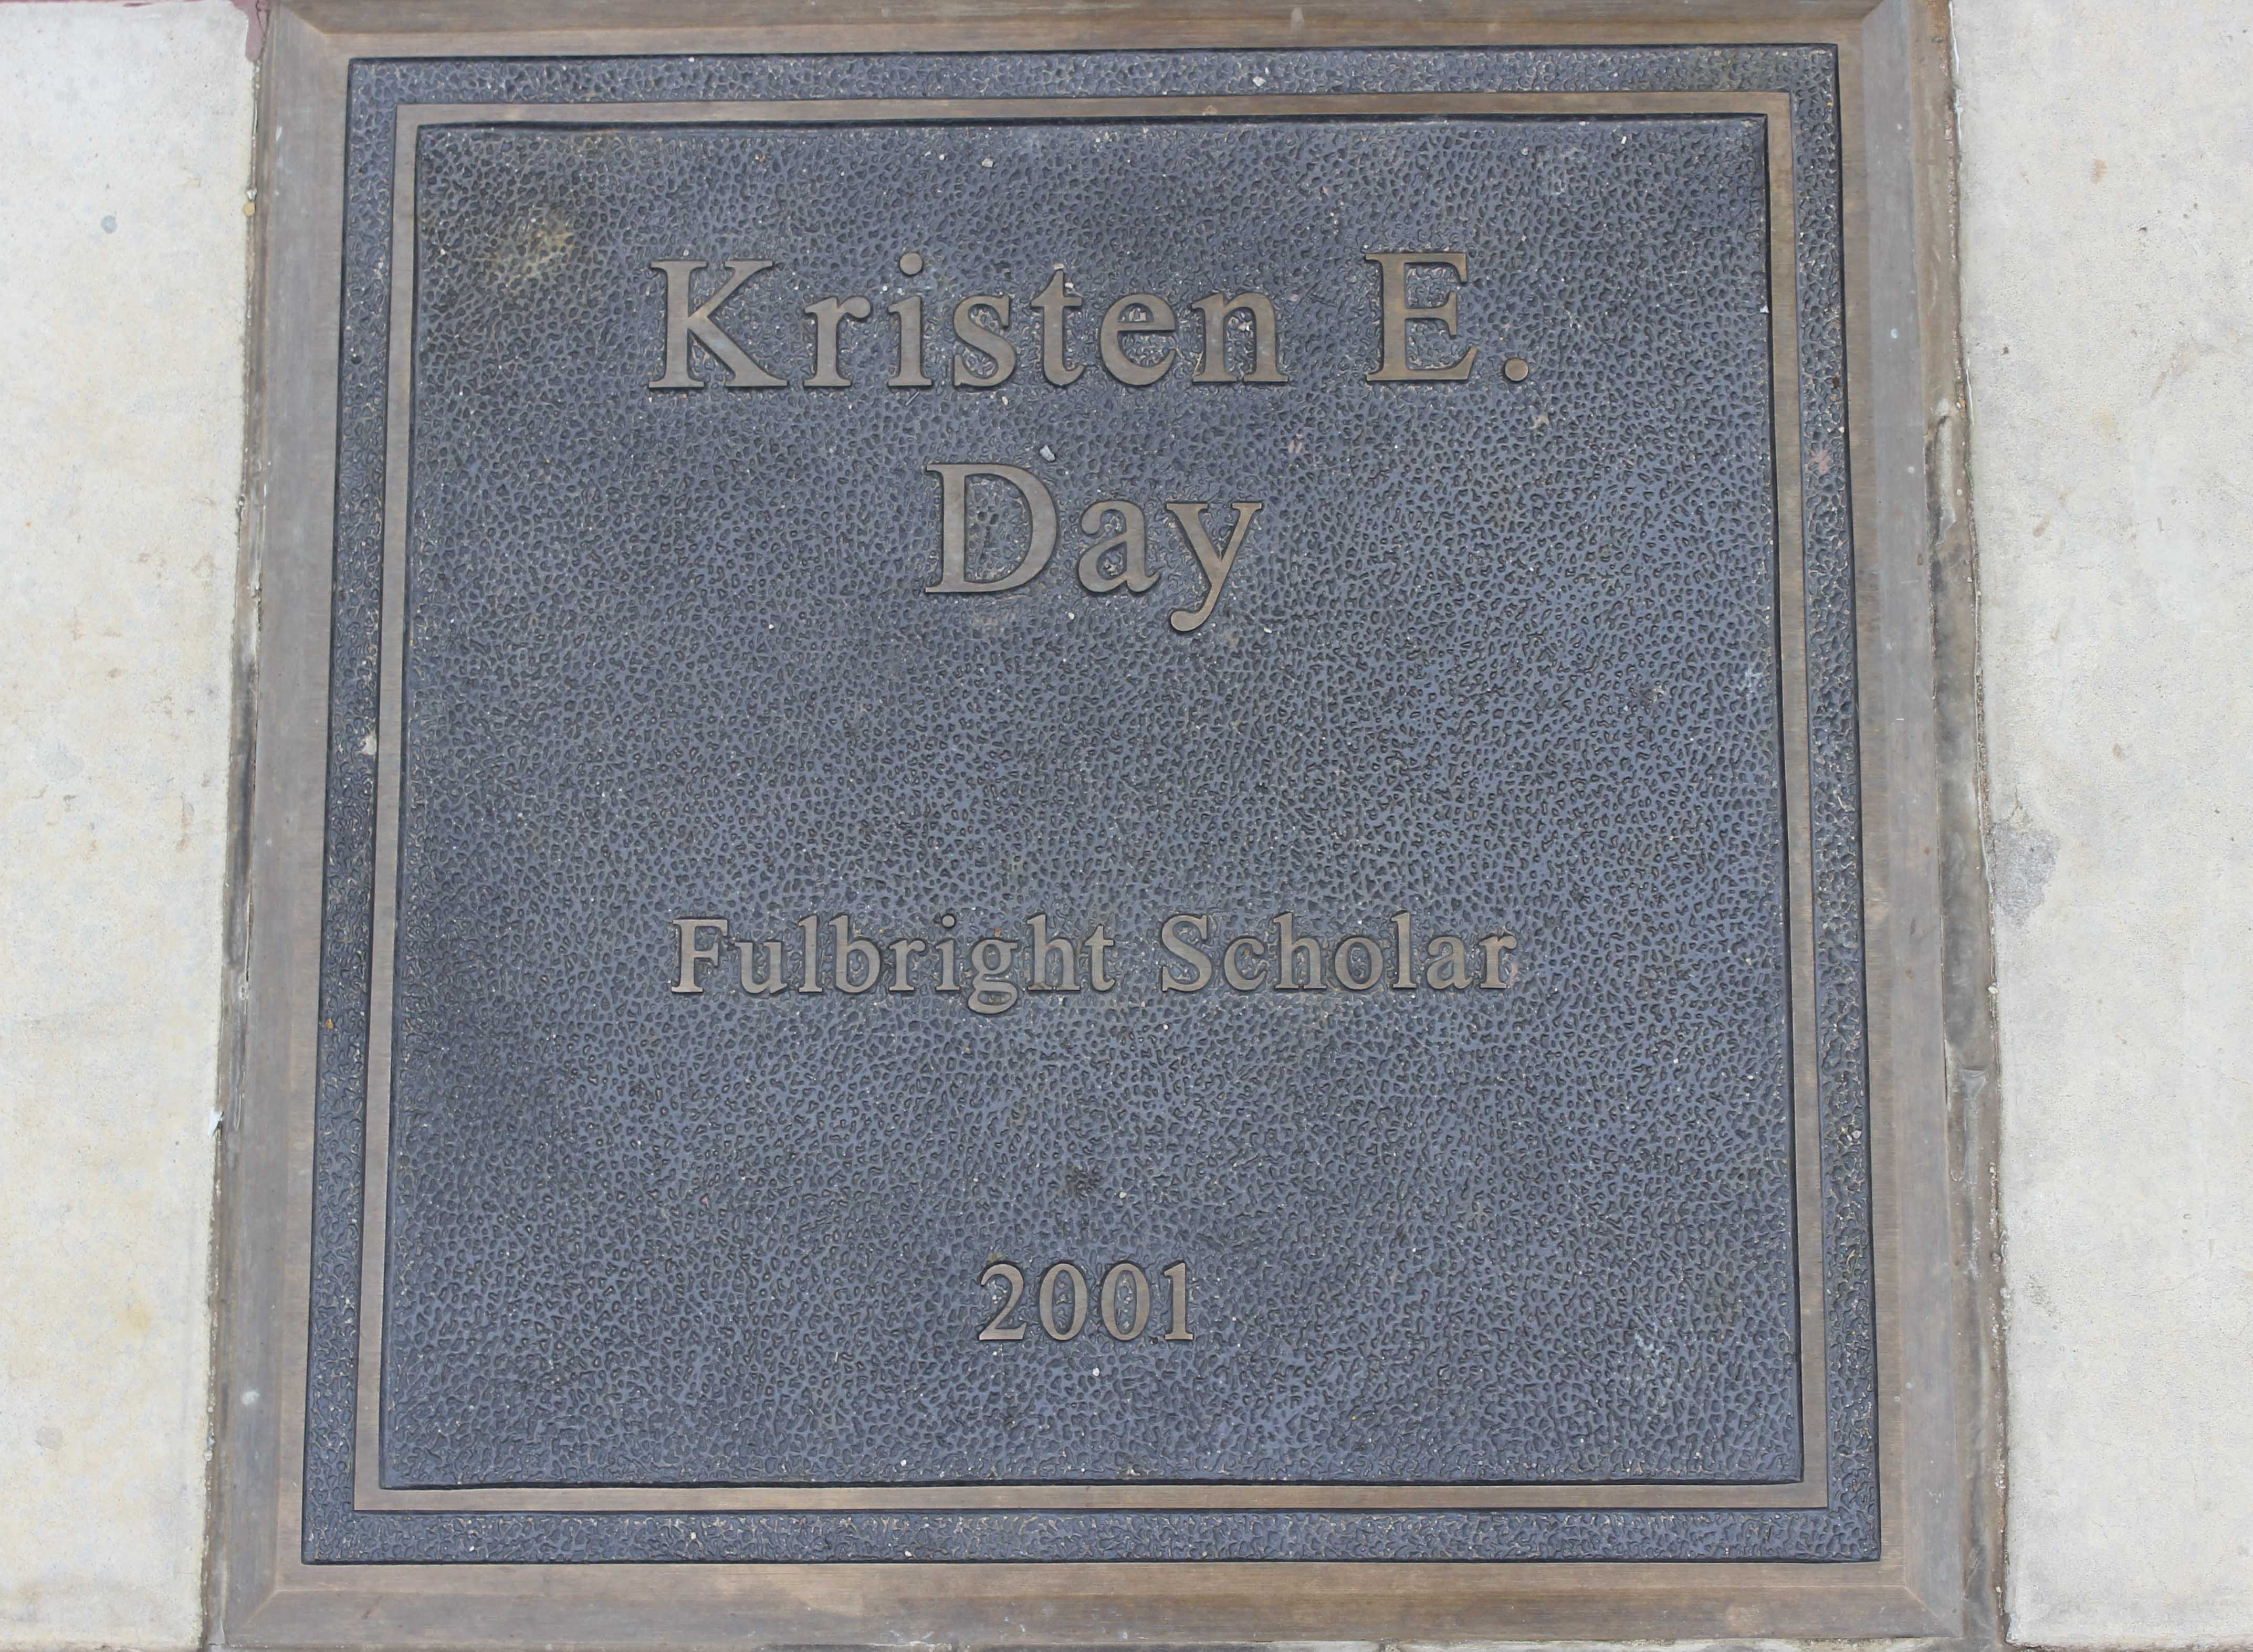 Kristen E.
Day
Fulbright Scholar
2001